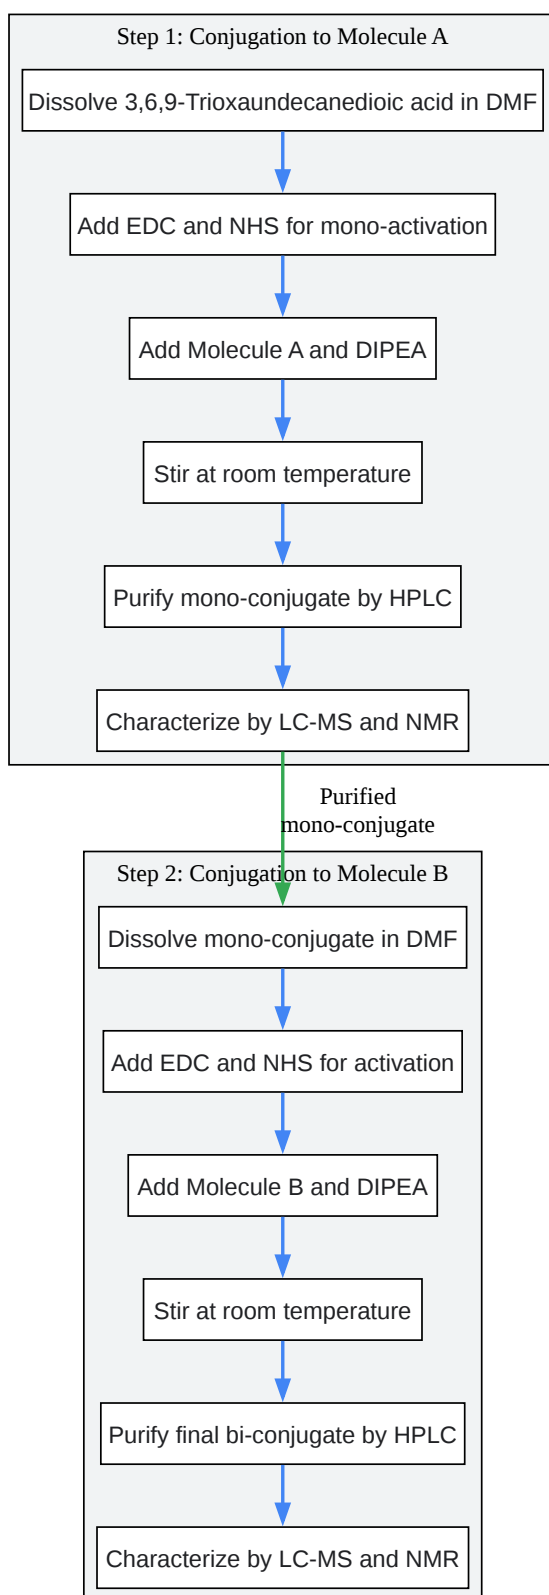 Step 1: Conjugation to Molecule A
Dissolve 3,6,9-Trioxaundecanedioic acid in DMF
Add EDC and NHS for mono-activation
Add Molecule A and DIPEA
Stir at room temperature
Purify mono-conjugate by HPLC
Characterize by LC-MS and NMR
Purified
mono-conjugate
Step 2: Conjugation to Molecule B
Dissolve mono-conjugate in DMF
Add EDC and NHS for activation
Add Molecule B and DIPEA
Stir at room temperature
Purify final bi-conjugate by HPLC
Characterize by LC-MS and NMR